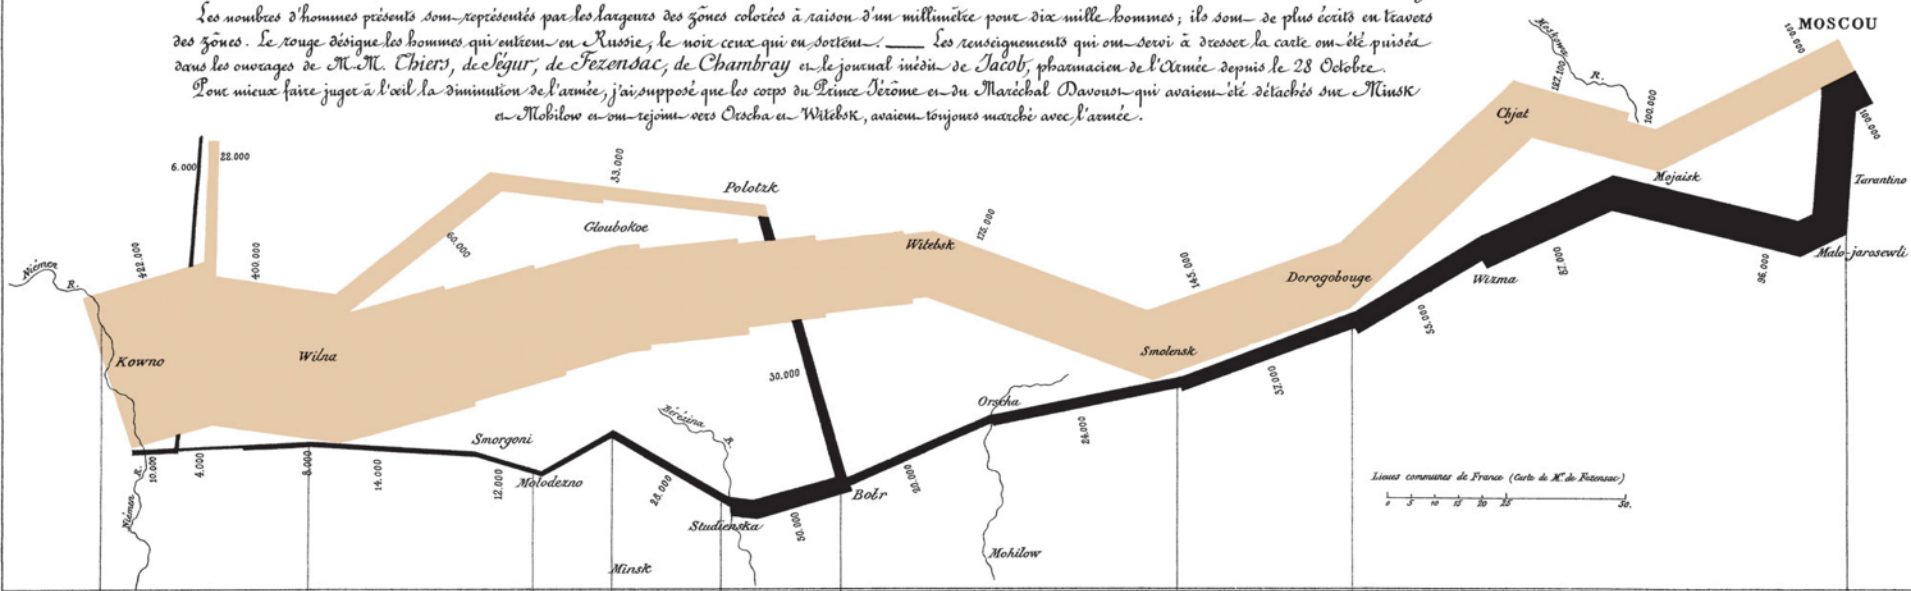 Les nombres d'hommes présents sont représentés par les largeurs des zônes colorées à raison d'un millimètre pour dix mille hommes; ils sont de plus écrits en travers
des zônes. Le rouge désigne les hommes qui entrent en Russie, le noir ceux qui en sortent. — Les renseignements qui ont servi à dresser la carte ont été puisés
dans les ouvrages de M.M. Thiers, de Ségur, de Fezensac, de Chambray et le journal inédit de Jacob, pharmacien de l'Armée depuis le 28 Octobre.
Pour mieux faire juger à l'œil la diminution de l'armée, j'ai supposé que les corps du Prince Jérôme et du Maréchal Davoust qui avaient été détachés sur Minsk
et Mohilow et ont rejoint vers Orscha et Witebsk, avaient toujours marché avec l'armée.
MOSCOU
100.000
Moskowa R.
127.100
100.000
Chjat
Mojaisk
100.000
Tarantino
Malo-jarosewli
6.000
22.000
33.000
Polotzk
Gloubokoe
60.000
422.000
400.000
Niémen R.
Kowno
Wilna
Witebsk
175.000
145.000
Dorogobouge
Smolensk
Wizma
87.000
96.000
55.000
37.000
24.000
Orscha
30.000
Bérézina R.
Smorgoni
Molodezno
10.000
4.000
8.000
14.000
12.000
28.000
Studienska
50.000
Bobr
20.000
Niémen R.
Minsk
Mohilow
Lieues communes de France (Carte de M. de Fezensac)
0 5 10 15 20 25 50.